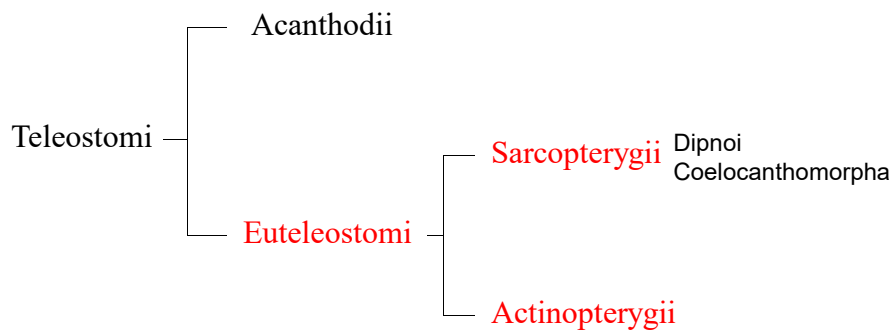 Acanthodii
Teleostomi
Sarcopterygii
Dipnoi
Coelocanthomorpha
Euteleostomi
Actinopterygii